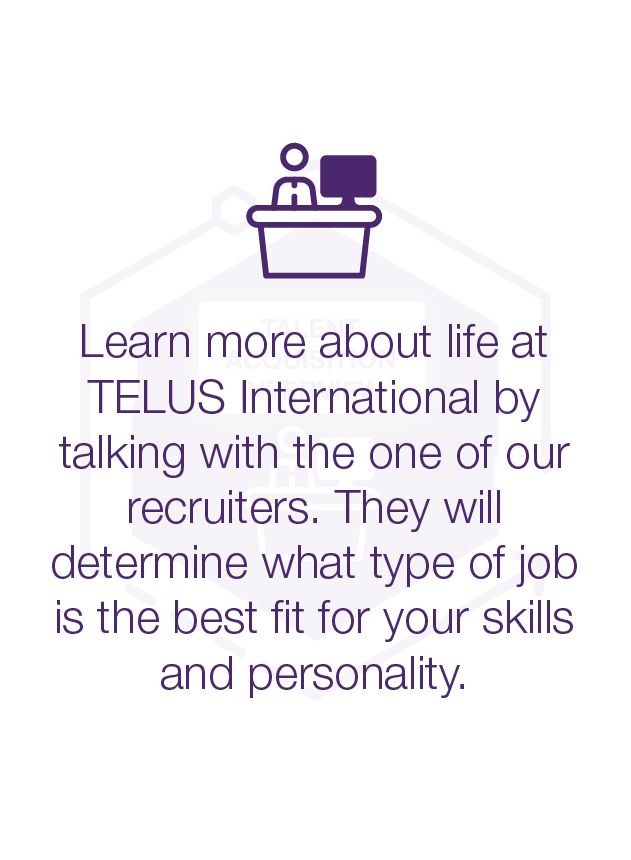 Learn more about life at
TELUS International by
talking with the one of our
recruiters. They will
determine what type of job
is the best fit for your skills
and personality.